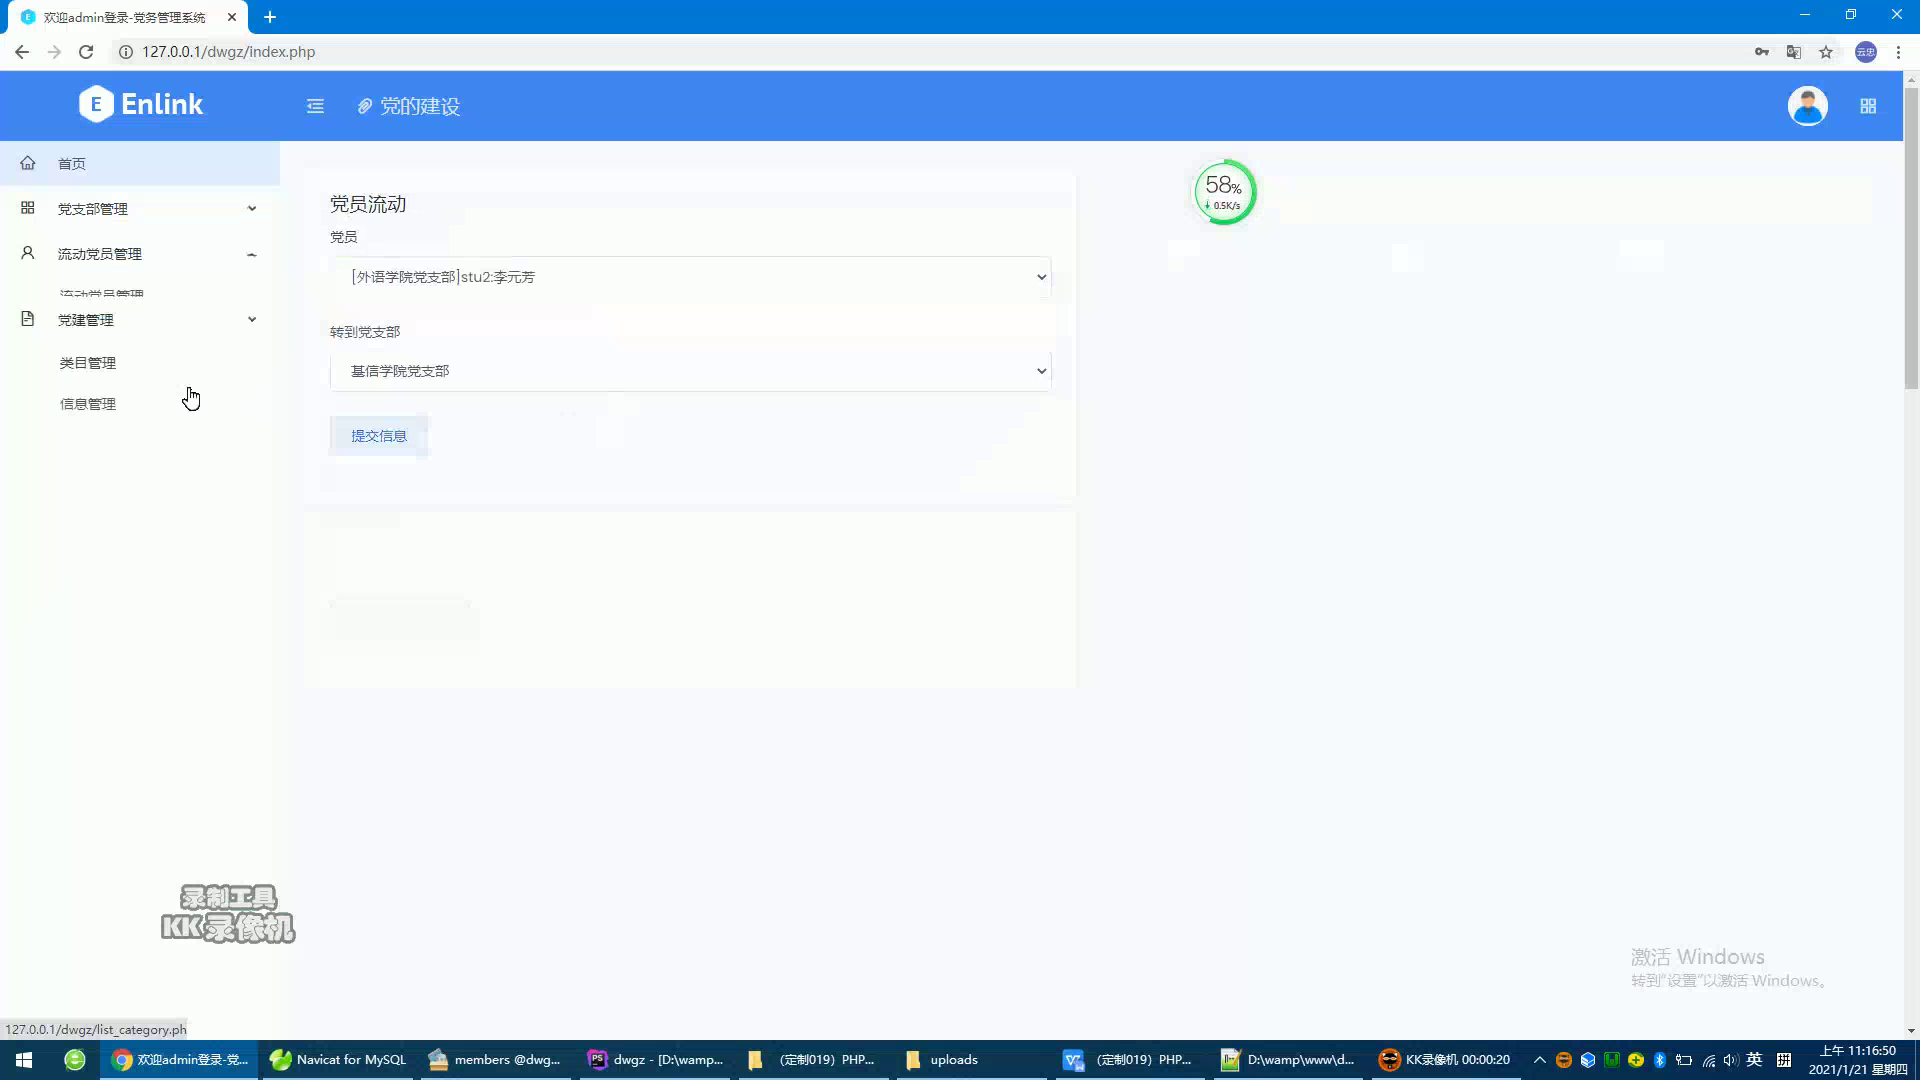 欢迎admin登录-党务管理系统
127.0.0.1/dwgz/index.php
云忠
E Enlink
党的建设
首页
党支部管理
流动党员管理
流动党员管理
党建管理
类目管理
信息管理
党员流动
党员
[外语学院党支部]stu2:李元芳
转到党支部
基信学院党支部
提交信息
58%
0.5K/s
录制工具
KK录像机
激活 Windows
转到"设置"以激活 Windows。
127.0.0.1/dwgz/list_category.ph
欢迎admin登录-党...
Navicat for MySQL
members @dwg...
dwgz - [D:\wamp...
（定制019）PHP...
uploads
（定制019）PHP...
D:\wamp\www\d...
KK录像机 00:00:20
英
拼
上午 11:16:50
2021/1/21 星期四